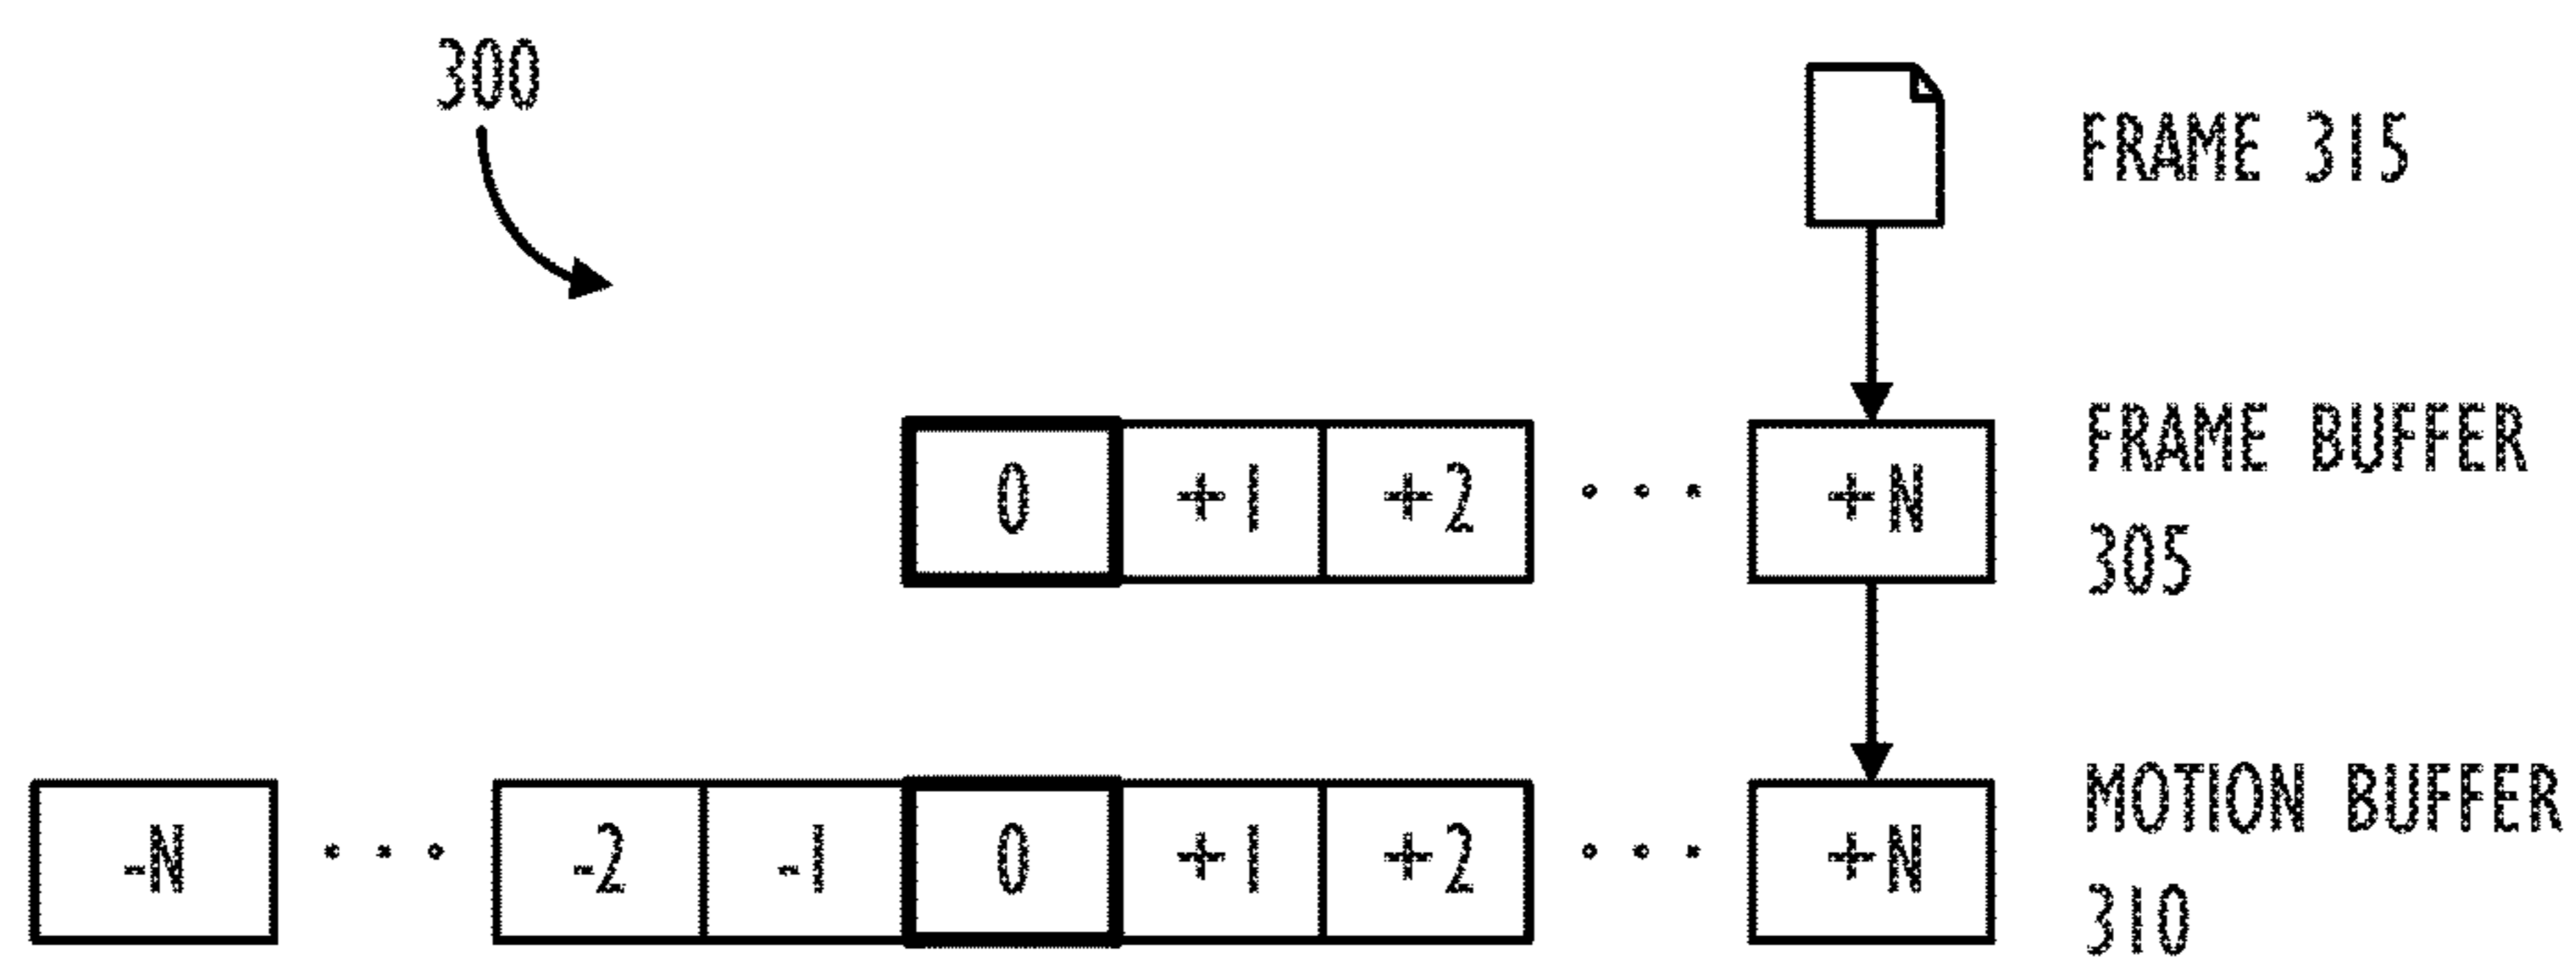 300
FRAME 315
0 +1 +2 • • • +N
FRAME BUFFER
305
-N • • • -2 -1 0 +1 +2 • • • +N
MOTION BUFFER
310